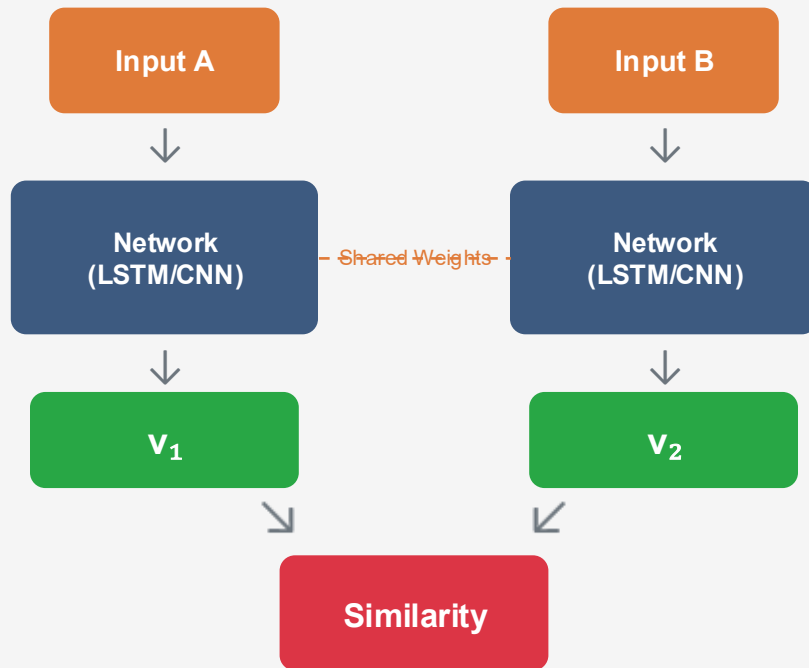 Input A
Input B
Network
(LSTM/CNN)
Shared Weights
Network
(LSTM/CNN)
v₁
v₂
Similarity